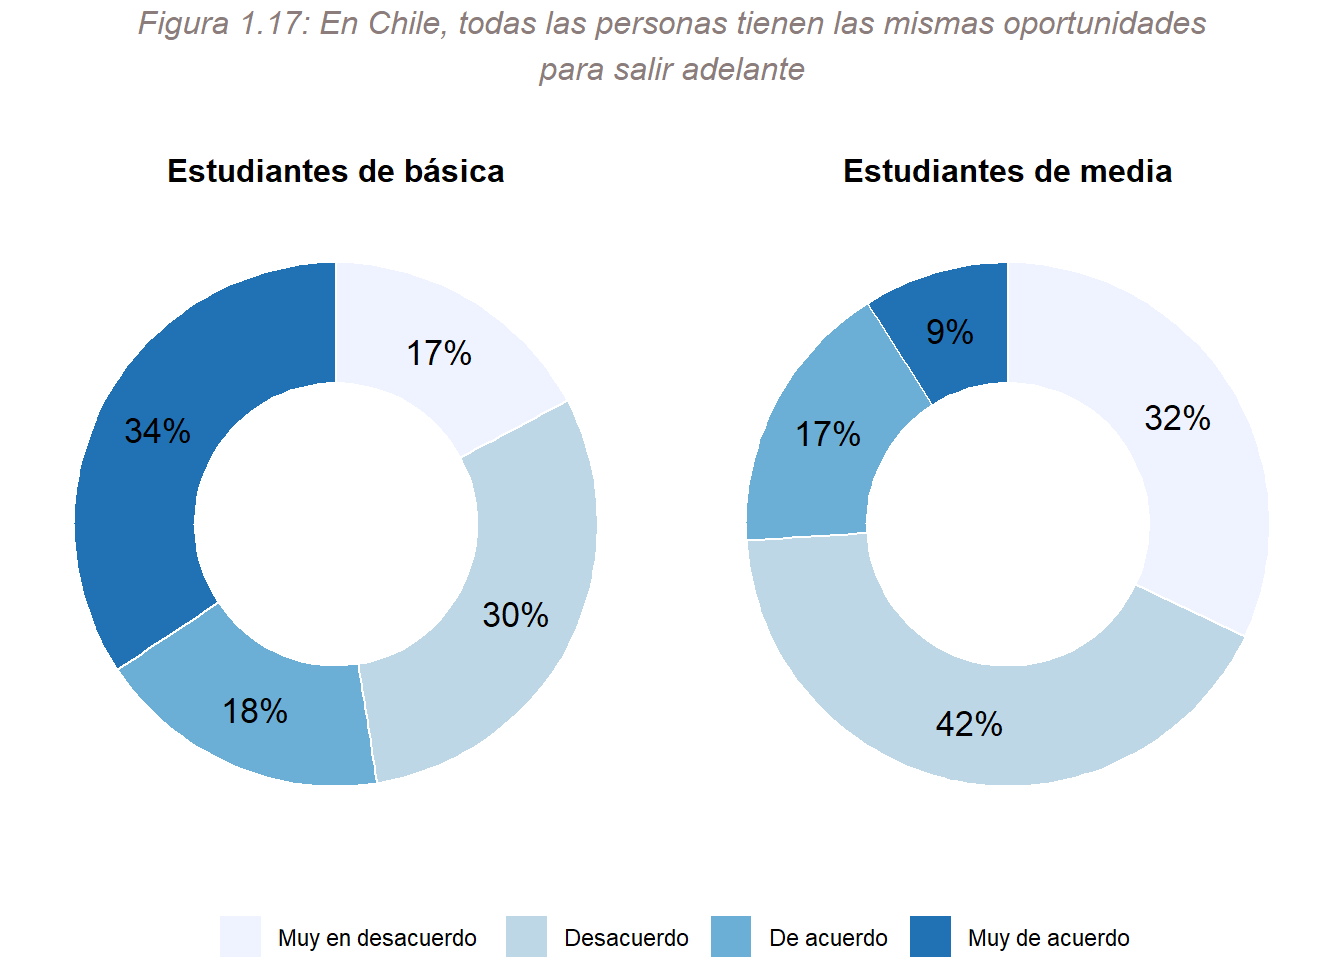 Figura 1.17: En Chile, todas las personas tienen las mismas oportunidades
para salir adelante
Estudiantes de básica
Estudiantes de media
17%
30%
18%
34%
32%
42%
17%
9%
Muy en desacuerdo
Desacuerdo
De acuerdo
Muy de acuerdo